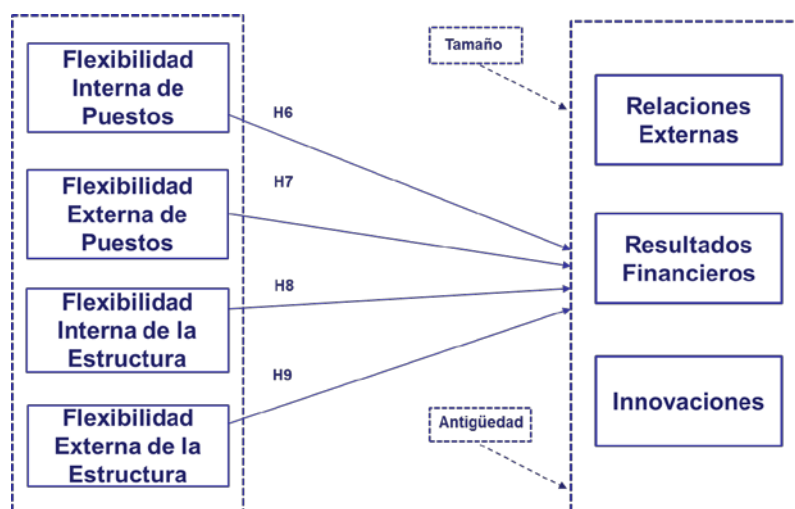 Flexibilidad
Interna de
Puestos
Flexibilidad
Externa de
Puestos
Flexibilidad
Interna de la
Estructura
Flexibilidad
Externa de la
Estructura
H6
H7
H8
H9
Tamaño
Antigüedad
Relaciones
Externas
Resultados
Financieros
Innovaciones